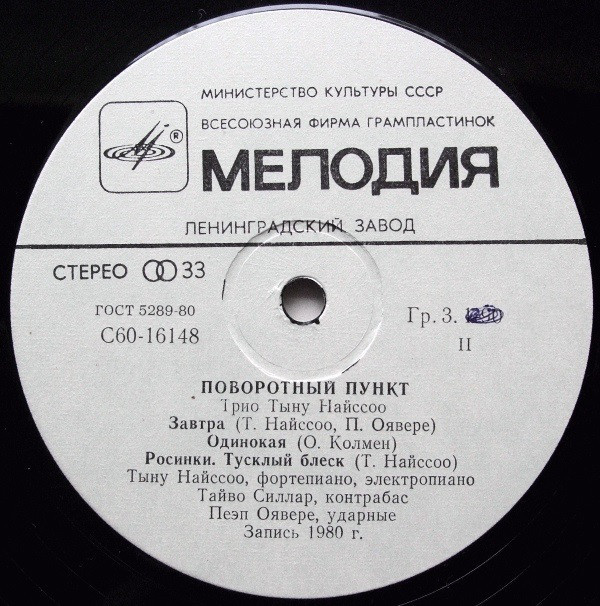 МИНИСТЕРСТВО КУЛЬТУРЫ СССР
®
ВСЕСОЮЗНАЯ ФИРМА ГРАМПЛАСТИНОК
МЕЛОДИЯ
ЛЕНИНГРАДСКИЙ ЗАВОД
СТЕРЕО 33
ГОСТ 5289-80
С60-16148
Гр. 3.
II
ПОВОРОТНЫЙ ПУНКТ
Трио Тыну Найссоо
Завтра (Т. Найссоо, П. Оявере)
Одинокая (О. Колмен)
Росинки. Тусклый блеск (Т. Найссоо)
Тыну Найссоо, фортепиано, электропиано
Тайво Силлар, контрабас
Пеэп Оявере, ударные
Запись 1980 г.